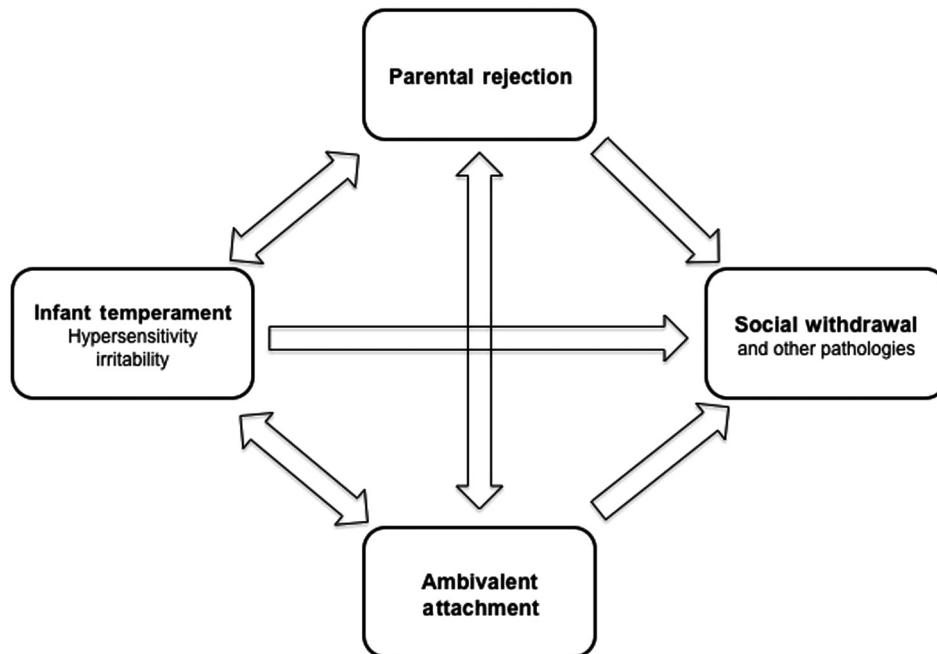 Parental rejection
Infant temperament
Hypersensitivity
irritability
Social withdrawal
and other pathologies
Ambivalent
attachment